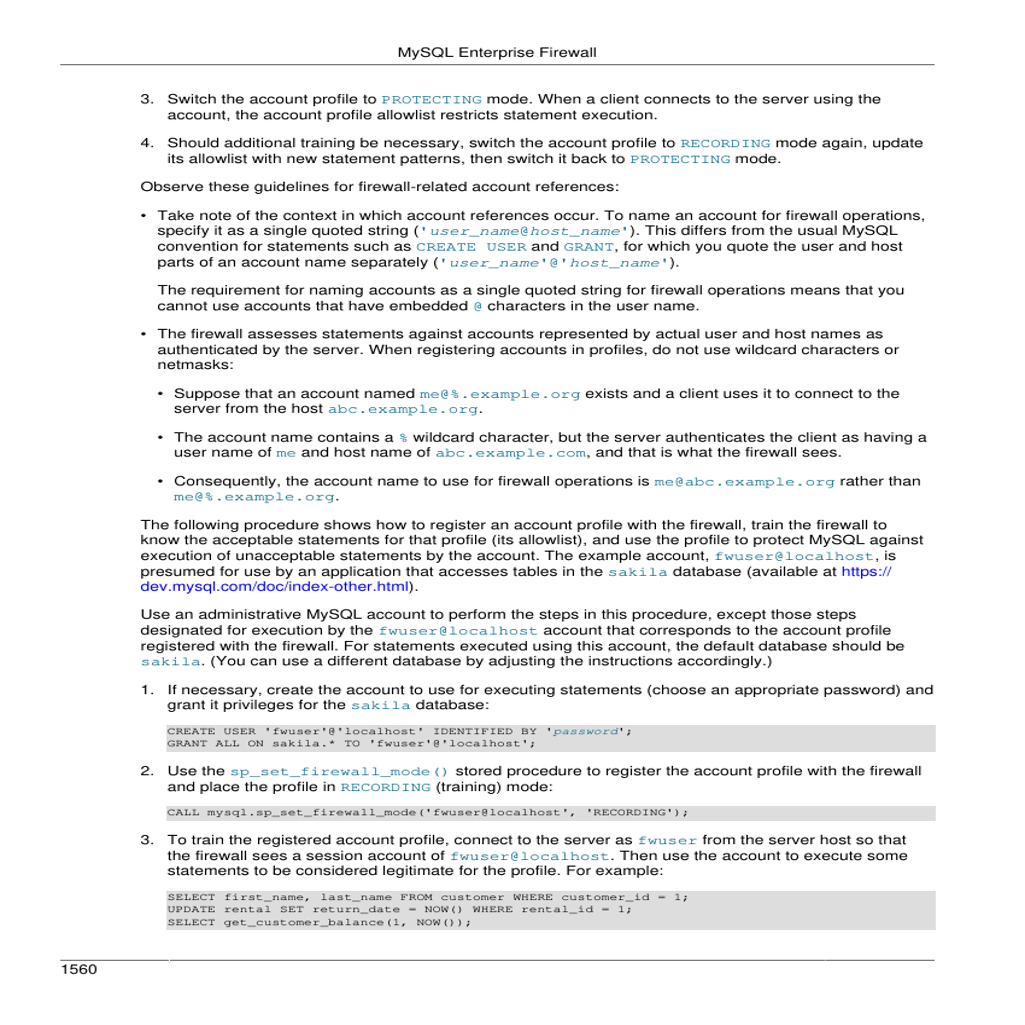 MySQL Enterprise Firewall
3. Switch the account profile to PROTECTING mode. When a client connects to the server using the
account, the account profile allowlist restricts statement execution.
4. Should additional training be necessary, switch the account profile to RECORDING mode again, update
its allowlist with new statement patterns, then switch it back to PROTECTING mode.
Observe these guidelines for firewall-related account references:
• Take note of the context in which account references occur. To name an account for firewall operations,
specify it as a single quoted string ('user_name@host_name'). This differs from the usual MySQL
convention for statements such as CREATE USER and GRANT, for which you quote the user and host
parts of an account name separately ('user_name'@'host_name').
The requirement for naming accounts as a single quoted string for firewall operations means that you
cannot use accounts that have embedded @ characters in the user name.
• The firewall assesses statements against accounts represented by actual user and host names as
authenticated by the server. When registering accounts in profiles, do not use wildcard characters or
netmasks:
• Suppose that an account named me@%.example.org exists and a client uses it to connect to the
server from the host abc.example.org.
• The account name contains a % wildcard character, but the server authenticates the client as having a
user name of me and host name of abc.example.com, and that is what the firewall sees.
• Consequently, the account name to use for firewall operations is me@abc.example.org rather than
me@%.example.org.
The following procedure shows how to register an account profile with the firewall, train the firewall to
know the acceptable statements for that profile (its allowlist), and use the profile to protect MySQL against
execution of unacceptable statements by the account. The example account, fwuser@localhost, is
presumed for use by an application that accesses tables in the sakila database (available at https://
dev.mysql.com/doc/index-other.html).
Use an administrative MySQL account to perform the steps in this procedure, except those steps
designated for execution by the fwuser@localhost account that corresponds to the account profile
registered with the firewall. For statements executed using this account, the default database should be
sakila. (You can use a different database by adjusting the instructions accordingly.)
1. If necessary, create the account to use for executing statements (choose an appropriate password) and
grant it privileges for the sakila database:
CREATE USER 'fwuser'@'localhost' IDENTIFIED BY 'password';
GRANT ALL ON sakila.* TO 'fwuser'@'localhost';
2. Use the sp_set_firewall_mode() stored procedure to register the account profile with the firewall
and place the profile in RECORDING (training) mode:
CALL mysql.sp_set_firewall_mode('fwuser@localhost', 'RECORDING');
3. To train the registered account profile, connect to the server as fwuser from the server host so that
the firewall sees a session account of fwuser@localhost. Then use the account to execute some
statements to be considered legitimate for the profile. For example:
SELECT first_name, last_name FROM customer WHERE customer_id = 1;
UPDATE rental SET return_date = NOW() WHERE rental_id = 1;
SELECT get_customer_balance(1, NOW());
1560